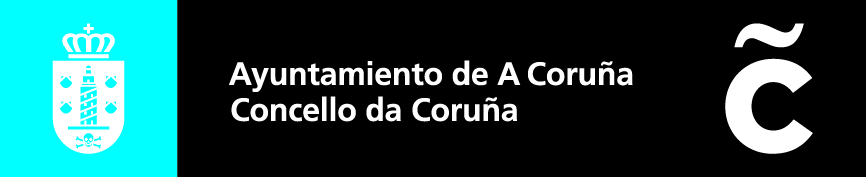 Ayuntamiento de A Coruña
Concello da Coruña
C̃